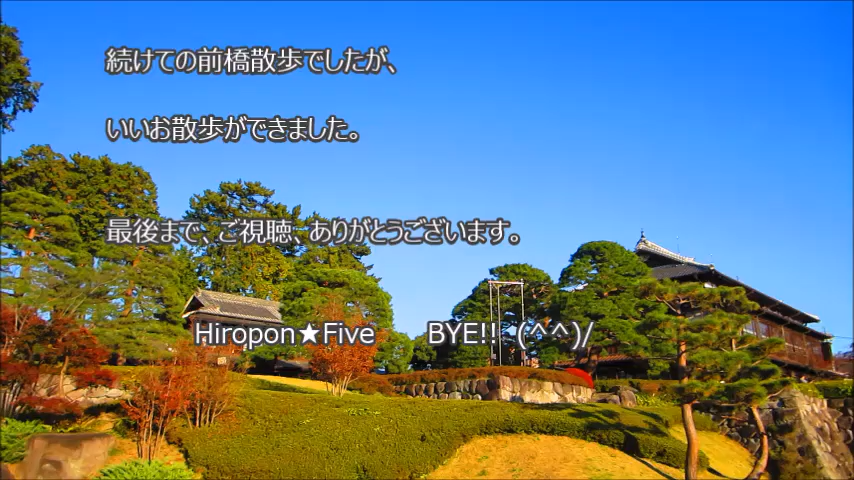 続けての前橋散歩でしたが、
いいお散歩ができました。
最後まで、ご視聴、ありがとうございます。
Hiropon★Five BYE!! (^^)/